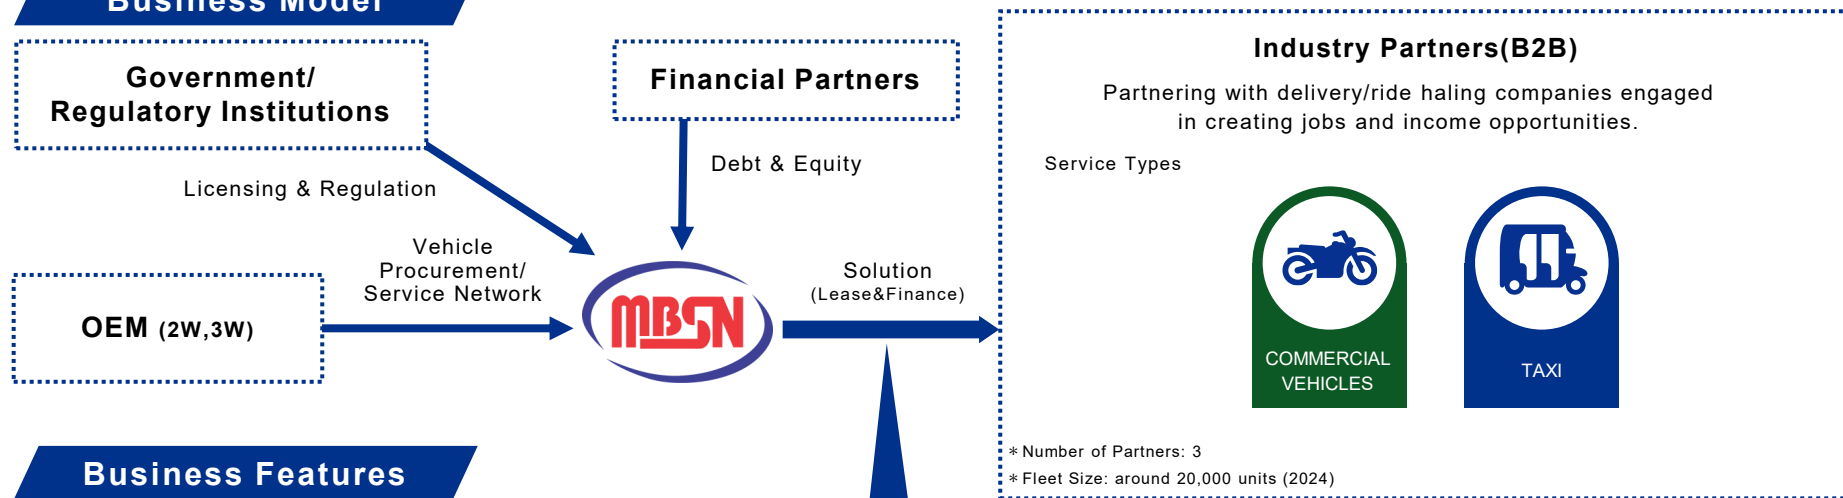 Business Model
Government/
Regulatory Institutions
Financial Partners
Licensing & Regulation
Debt & Equity
OEM (2W,3W)
Vehicle
Procurement/
Service Network
MBSN
Solution
(Lease&Finance)
Industry Partners(B2B)
Partnering with delivery/ride haling companies engaged
in creating jobs and income opportunities.
Service Types
COMMERCIAL
VEHICLES
TAXI
＊Number of Partners: 3
＊Fleet Size: around 20,000 units (2024)
Business Features